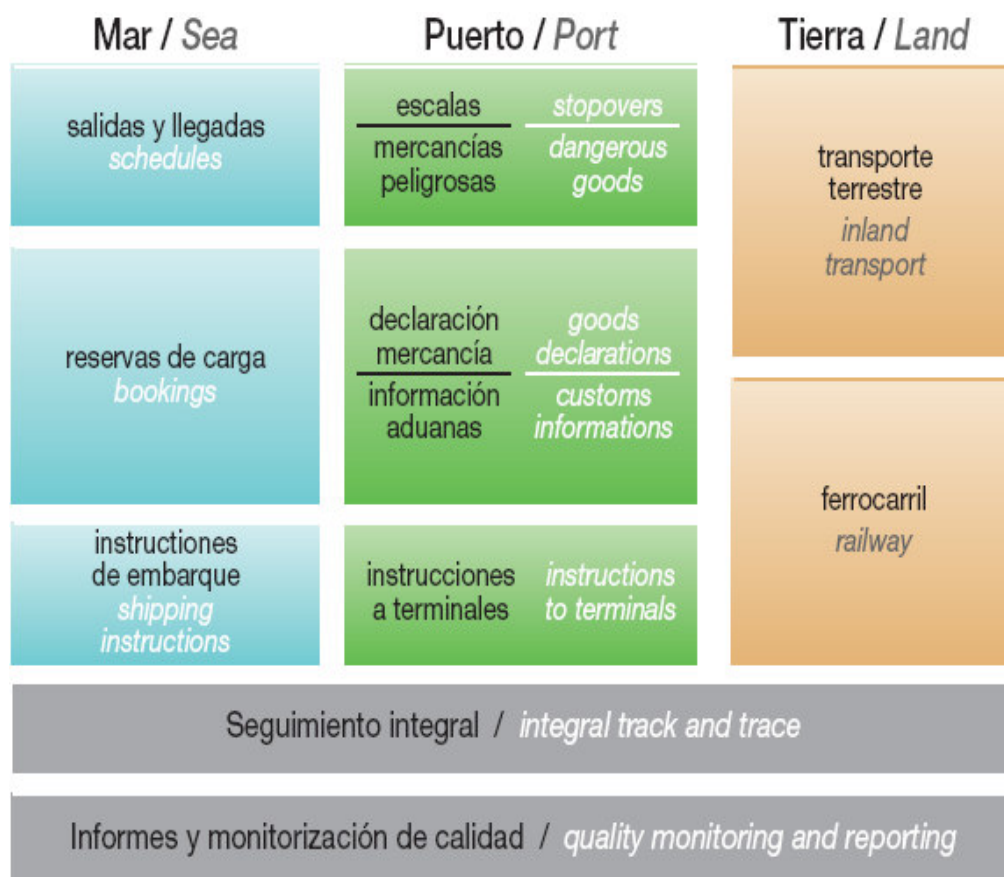 Mar / Sea
salidas y llegadas
schedules
reservas de carga
bookings
instructiones
de embarque
shipping
instructions
Puerto / Port
escalas
mercancías
peligrosas
stopovers
dangerous
goods
declaración
mercancía
información
aduanas
goods
declarations
customs
informations
instrucciones
a terminales
instructions
to terminals
Tierra / Land
transporte
terrestre
inland
transport
ferrocarril
railway
Seguimiento integral / integral track and trace
Informes y monitorización de calidad / quality monitoring and reporting